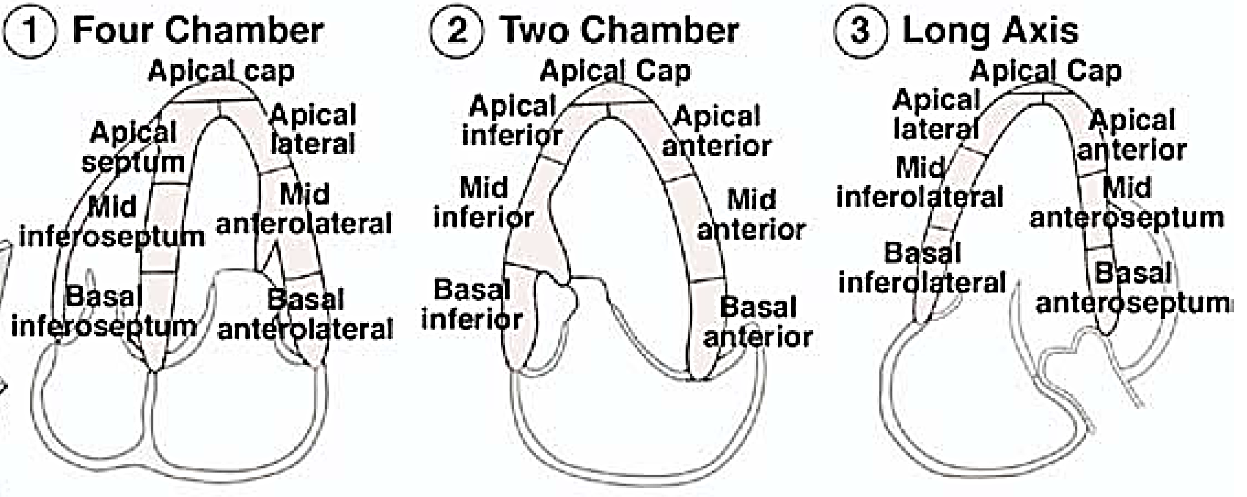 1 Four Chamber
Apical cap
Apical
septum
Apical
lateral
Mid
inferoseptum
Mid
anterolateral
Basal
inferoseptum
Basal
anterolateral
2 Two Chamber
Apical Cap
Apical
inferior
Apical
anterior
Mid
inferior
Mid
anterior
Basal
inferior
Basal
anterior
3 Long Axis
Apical Cap
Apical
lateral
Apical
anterior
Mid
inferolateral
Mid
anteroseptum
Basal
inferolateral
Basal
anteroseptum